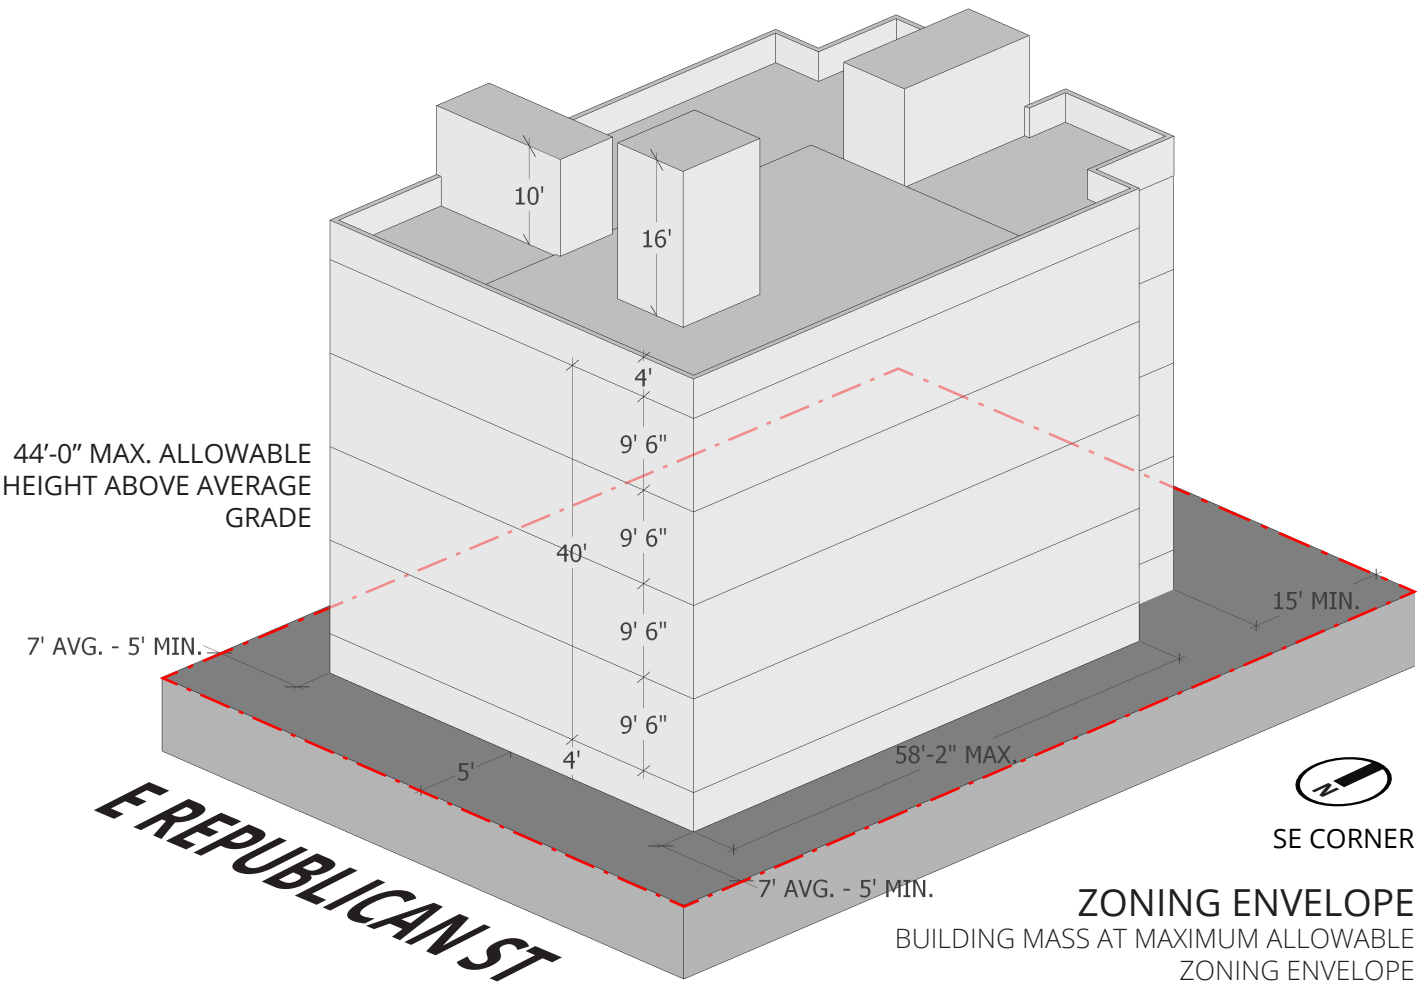 10'
16'
4'
9' 6"
44'-0” MAX. ALLOWABLE
HEIGHT ABOVE AVERAGE
GRADE
9' 6"
40'
15' MIN.
9' 6"
7' AVG. - 5' MIN.
9' 6"
58'-2" MAX.
4'
5'
N
E REPUBLICAN ST
SE CORNER
7' AVG. - 5' MIN.
ZONING ENVELOPE
BUILDING MASS AT MAXIMUM ALLOWABLE
ZONING ENVELOPE